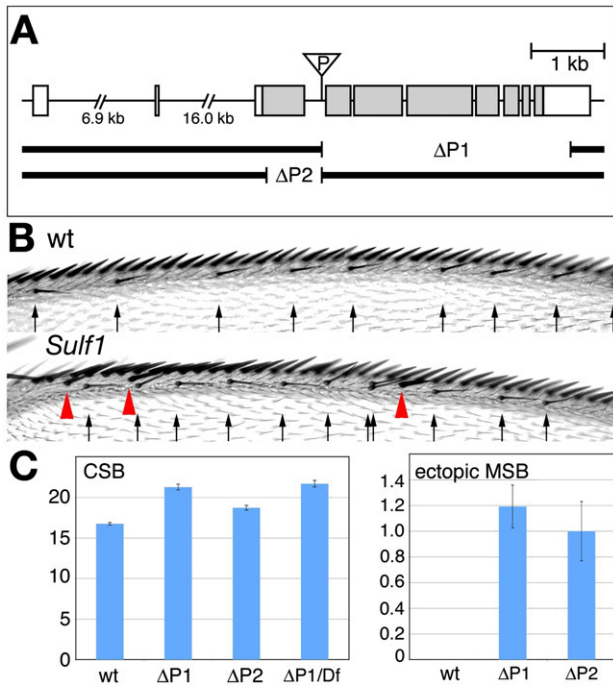 A
P
1 kb
6.9 kb
16.0 kb
ΔP1
ΔP2
B
wt
Sulf1
C
CSB
20
15
10
5
0
wt
ΔP1
ΔP2
ΔP1/Df
ectopic MSB
1.4
1.2
1.0
0.8
0.6
0.4
0.2
0
wt
ΔP1
ΔP2